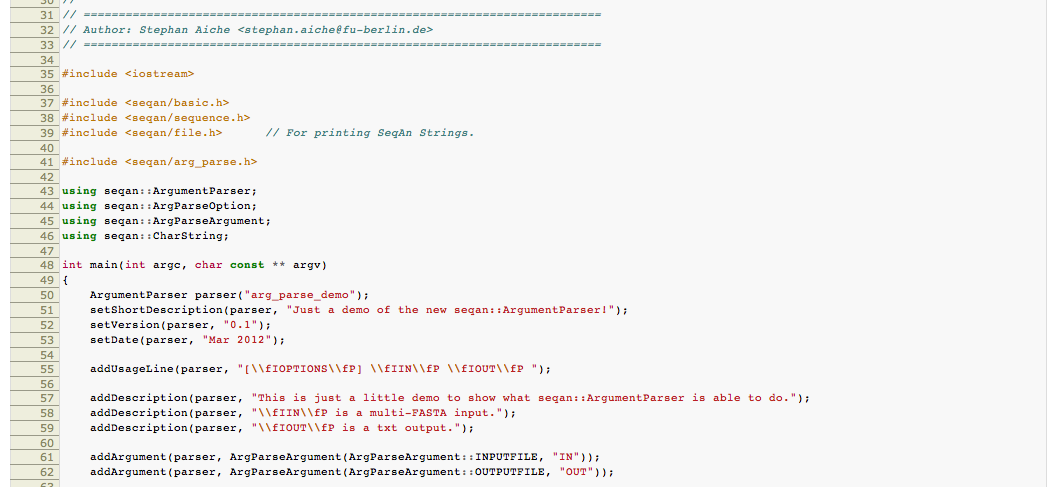 30 //
31 // ==========================================================================
32 // Author: Stephan Aiche <stephan.aiche@fu-berlin.de>
33 // ==========================================================================
34
35 #include <iostream>
36
37 #include <seqan/basic.h>
38 #include <seqan/sequence.h>
39 #include <seqan/file.h>      // For printing SeqAn Strings.
40
41 #include <seqan/arg_parse.h>
42
43 using seqan::ArgumentParser;
44 using seqan::ArgParseOption;
45 using seqan::ArgParseArgument;
46 using seqan::CharString;
47
48 int main(int argc, char const ** argv)
49 {
50     ArgumentParser parser("arg_parse_demo");
51     setShortDescription(parser, "Just a demo of the new seqan::ArgumentParser!");
52     setVersion(parser, "0.1");
53     setDate(parser, "Mar 2012");
54
55     addUsageLine(parser, "[\\fIOPTIONS\\fP] \\fIIN\\fP \\fIOUT\\fP ");
56
57     addDescription(parser, "This is just a little demo to show what seqan::ArgumentParser is able to do.");
58     addDescription(parser, "\\fIIN\\fP is a multi-FASTA input.");
59     addDescription(parser, "\\fIOUT\\fP is a txt output.");
60
61     addArgument(parser, ArgParseArgument(ArgParseArgument::INPUTFILE, "IN"));
62     addArgument(parser, ArgParseArgument(ArgParseArgument::OUTPUTFILE, "OUT"));
63